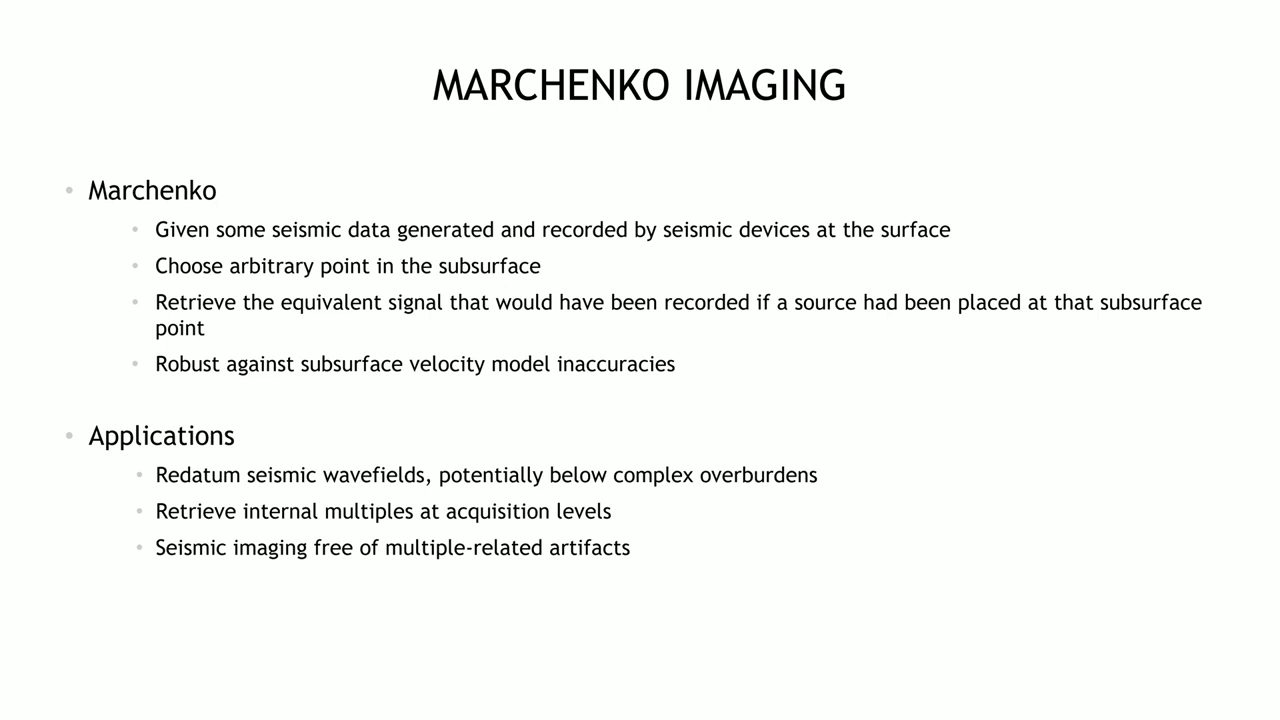 MARCHENKO IMAGING
• Marchenko
• Given some seismic data generated and recorded by seismic devices at the surface
• Choose arbitrary point in the subsurface
• Retrieve the equivalent signal that would have been recorded if a source had been placed at that subsurface
point
• Robust against subsurface velocity model inaccuracies
• Applications
• Redatum seismic wavefields, potentially below complex overburdens
• Retrieve internal multiples at acquisition levels
• Seismic imaging free of multiple-related artifacts